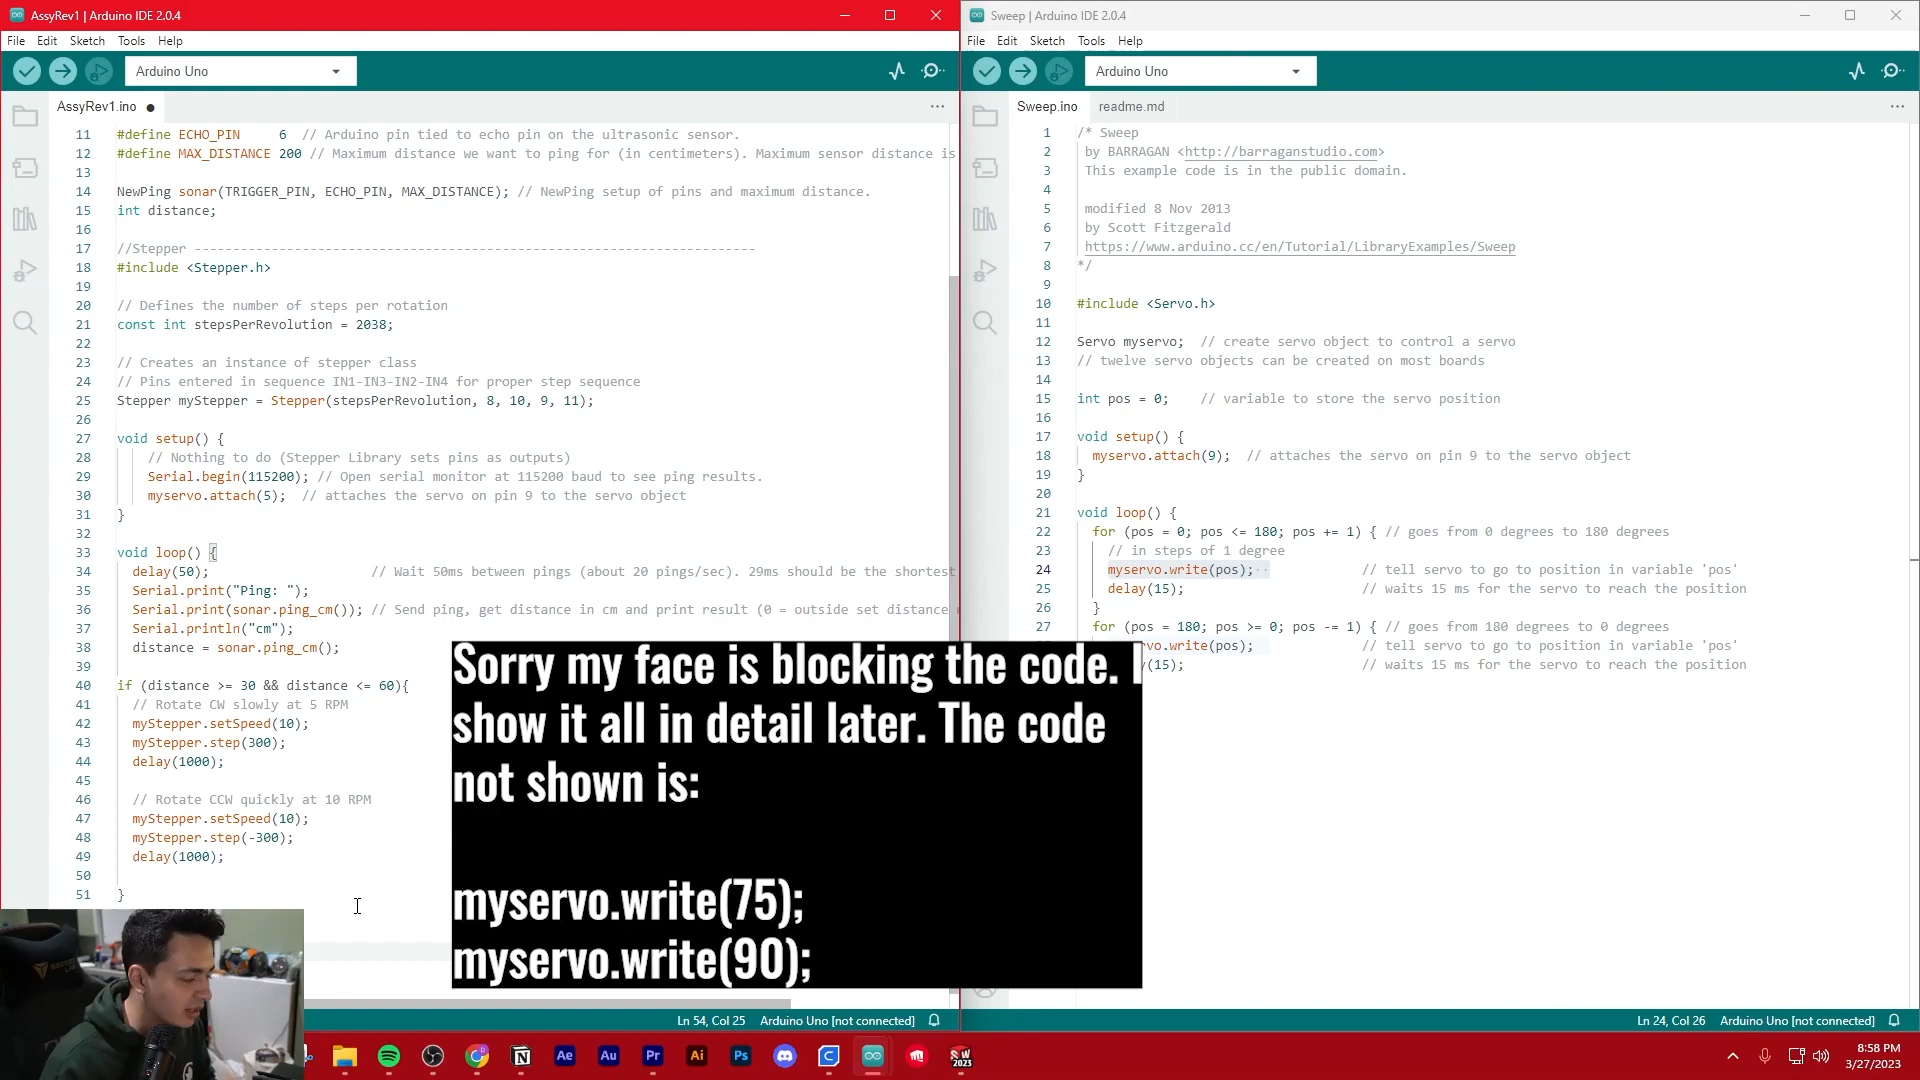 AssyRev1 | Arduino IDE 2.0.4
File Edit Sketch Tools Help
Arduino Uno
AssyRev1.ino
11 #define ECHO_PIN     6  // Arduino pin tied to echo pin on the ultrasonic sensor.
12 #define MAX_DISTANCE 200 // Maximum distance we want to ping for (in centimeters). Maximum sensor distance is
13
14 NewPing sonar(TRIGGER_PIN, ECHO_PIN, MAX_DISTANCE); // NewPing setup of pins and maximum distance.
15 int distance;
16
17 //Stepper -------------------------------------------------------------------------
18 #include <Stepper.h>
19
20 // Defines the number of steps per rotation
21 const int stepsPerRevolution = 2038;
22
23 // Creates an instance of stepper class
24 // Pins entered in sequence IN1-IN3-IN2-IN4 for proper step sequence
25 Stepper myStepper = Stepper(stepsPerRevolution, 8, 10, 9, 11);
26
27 void setup() {
28 // Nothing to do (Stepper Library sets pins as outputs)
29 Serial.begin(115200); // Open serial monitor at 115200 baud to see ping results.
30 myservo.attach(5);  // attaches the servo on pin 9 to the servo object
31 }
32
33 void loop() {
34 delay(50); // Wait 50ms between pings (about 20 pings/sec). 29ms should be the shortest
35 Serial.print("Ping: ");
36 Serial.print(sonar.ping_cm()); // Send ping, get distance in cm and print result (0 = outside set distance
37 Serial.println("cm");
38 distance = sonar.ping_cm();
39
40 if (distance >= 30 && distance <= 60){
41 // Rotate CW slowly at 5 RPM
42 myStepper.setSpeed(10);
43 myStepper.step(300);
44 delay(1000);
45
46 // Rotate CCW quickly at 10 RPM
47 myStepper.setSpeed(10);
48 myStepper.step(-300);
49 delay(1000);
50
51 }
Ln 54, Col 25 Arduino Uno [not connected]
Sweep | Arduino IDE 2.0.4
File Edit Sketch Tools Help
Arduino Uno
Sweep.ino readme.md
1 /* Sweep
2 by BARRAGAN <http://barraganstudio.com>
3 This example code is in the public domain.
4
5 modified 8 Nov 2013
6 by Scott Fitzgerald
7 https://www.arduino.cc/en/Tutorial/LibraryExamples/Sweep
8 */
9
10 #include <Servo.h>
11
12 Servo myservo;  // create servo object to control a servo
13 // twelve servo objects can be created on most boards
14
15 int pos = 0;    // variable to store the servo position
16
17 void setup() {
18 myservo.attach(9);  // attaches the servo on pin 9 to the servo object
19 }
20
21 void loop() {
22 for (pos = 0; pos <= 180; pos += 1) { // goes from 0 degrees to 180 degrees
23 // in steps of 1 degree
24 myservo.write(pos); // tell servo to go to position in variable 'pos'
25 delay(15); // waits 15 ms for the servo to reach the position
26 }
27 for (pos = 180; pos >= 0; pos -= 1) { // goes from 180 degrees to 0 degrees
vo.write(pos); // tell servo to go to position in variable 'pos'
(15); // waits 15 ms for the servo to reach the position
Ln 24, Col 26 Arduino Uno [not connected]
Sorry my face is blocking the code. I
show it all in detail later. The code
not shown is:
myservo.write(75);
myservo.write(90);
Ae Au Pr Ai Ps
SW 2023
8:58 PM
3/27/2023